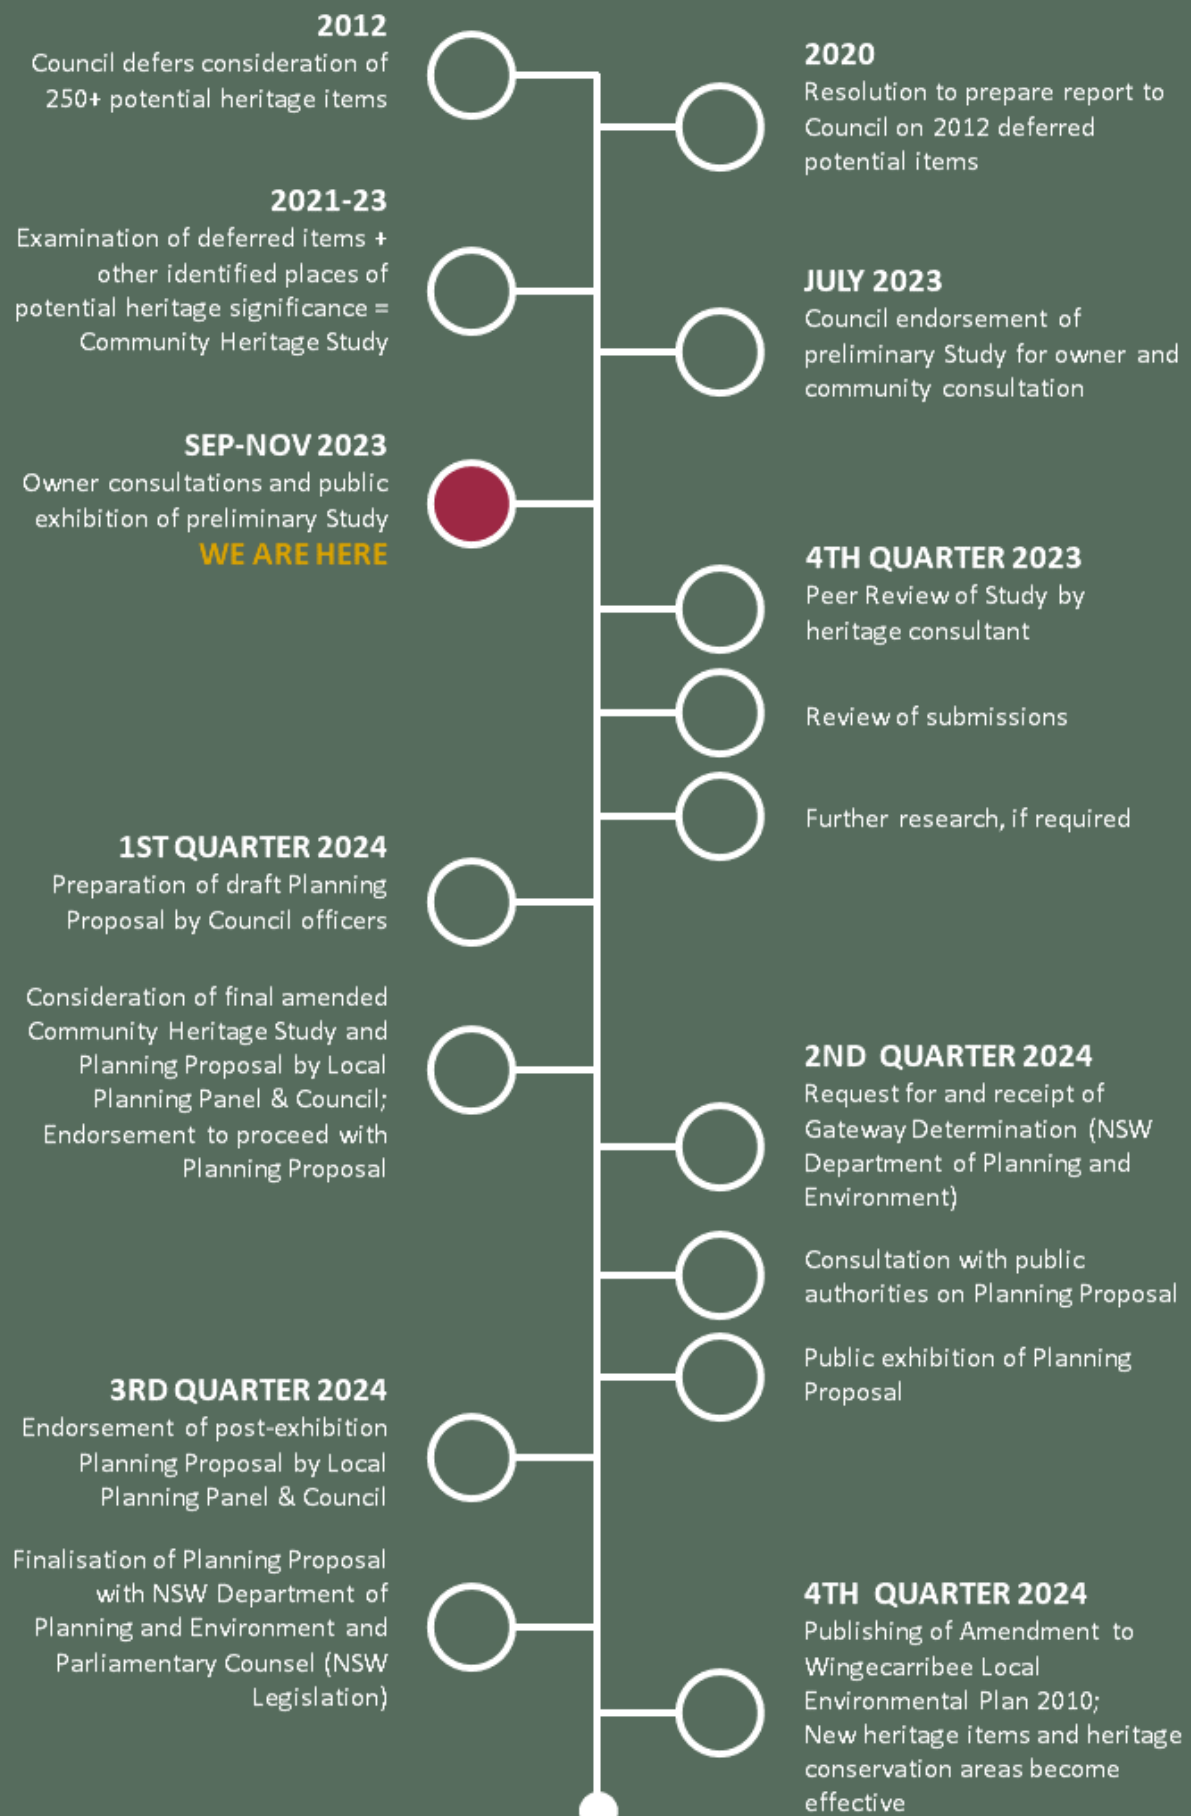 2012
Council defers consideration of
250+ potential heritage items
2020
Resolution to prepare report to
Council on 2012 deferred
potential items
2021-23
Examination of deferred items +
other identified places of
potential heritage significance =
Community Heritage Study
JULY 2023
Council endorsement of
preliminary Study for owner and
community consultation
SEP-NOV 2023
Owner consultations and public
exhibition of preliminary Study
WE ARE HERE
4TH QUARTER 2023
Peer Review of Study by
heritage consultant
Review of submissions
Further research, if required
1ST QUARTER 2024
Preparation of draft Planning
Proposal by Council officers
Consideration of final amended
Community Heritage Study and
Planning Proposal by Local
Planning Panel & Council;
Endorsement to proceed with
Planning Proposal
2ND QUARTER 2024
Request for and receipt of
Gateway Determination (NSW
Department of Planning and
Environment)
Consultation with public
authorities on Planning Proposal
Public exhibition of Planning
Proposal
3RD QUARTER 2024
Endorsement of post-exhibition
Planning Proposal by Local
Planning Panel & Council
Finalisation of Planning Proposal
with NSW Department of
Planning and Environment and
Parliamentary Counsel (NSW
Legislation)
4TH QUARTER 2024
Publishing of Amendment to
Wingecarribee Local
Environmental Plan 2010;
New heritage items and heritage
conservation areas become
effective